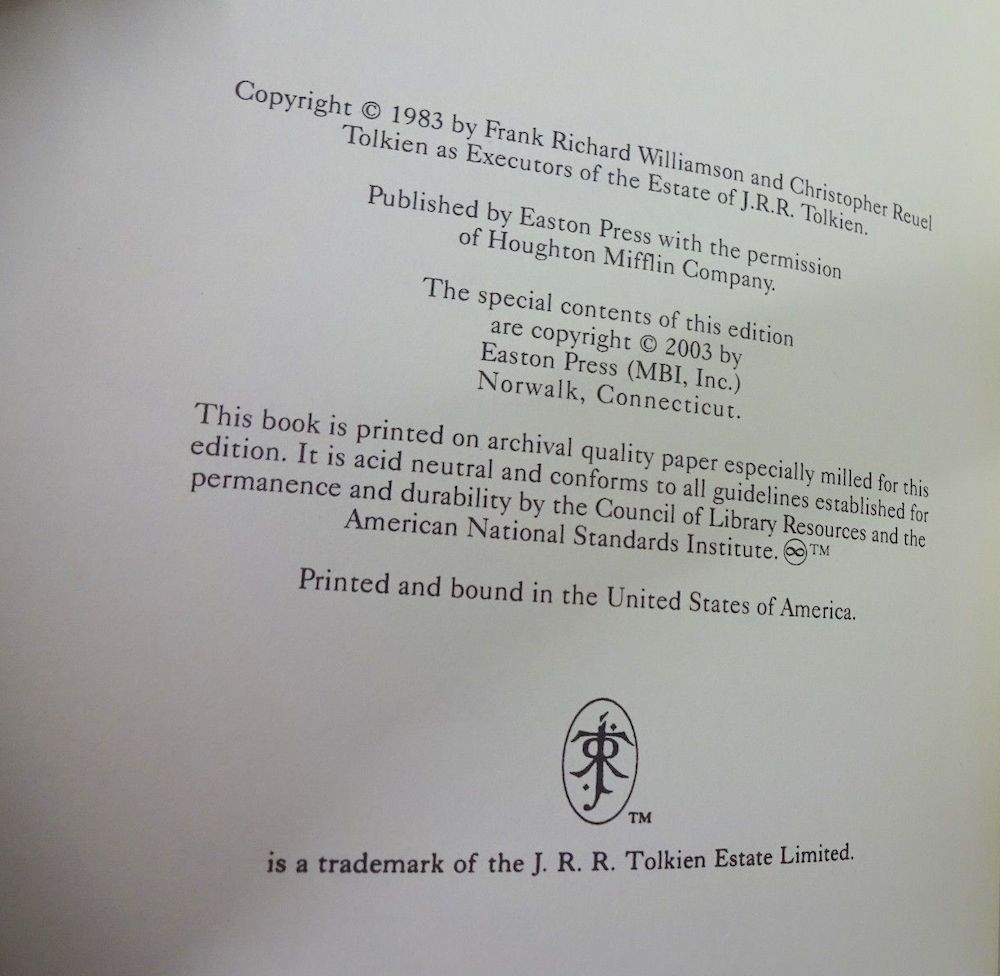 Copyright © 1983 by Frank Richard Williamson and Christopher Reuel
Tolkien as Executors of the Estate of J.R.R. Tolkien.
Published by Easton Press with the permission
of Houghton Mifflin Company.
The special contents of this edition
are copyright © 2003 by
Easton Press (MBI, Inc.)
Norwalk, Connecticut.
This book is printed on archival quality paper especially milled for this
edition. It is acid neutral and conforms to all guidelines established for
permanence and durability by the Council of Library Resources and the
American National Standards Institute. ♾™
Printed and bound in the United States of America.
TM
is a trademark of the J. R. R. Tolkien Estate Limited.